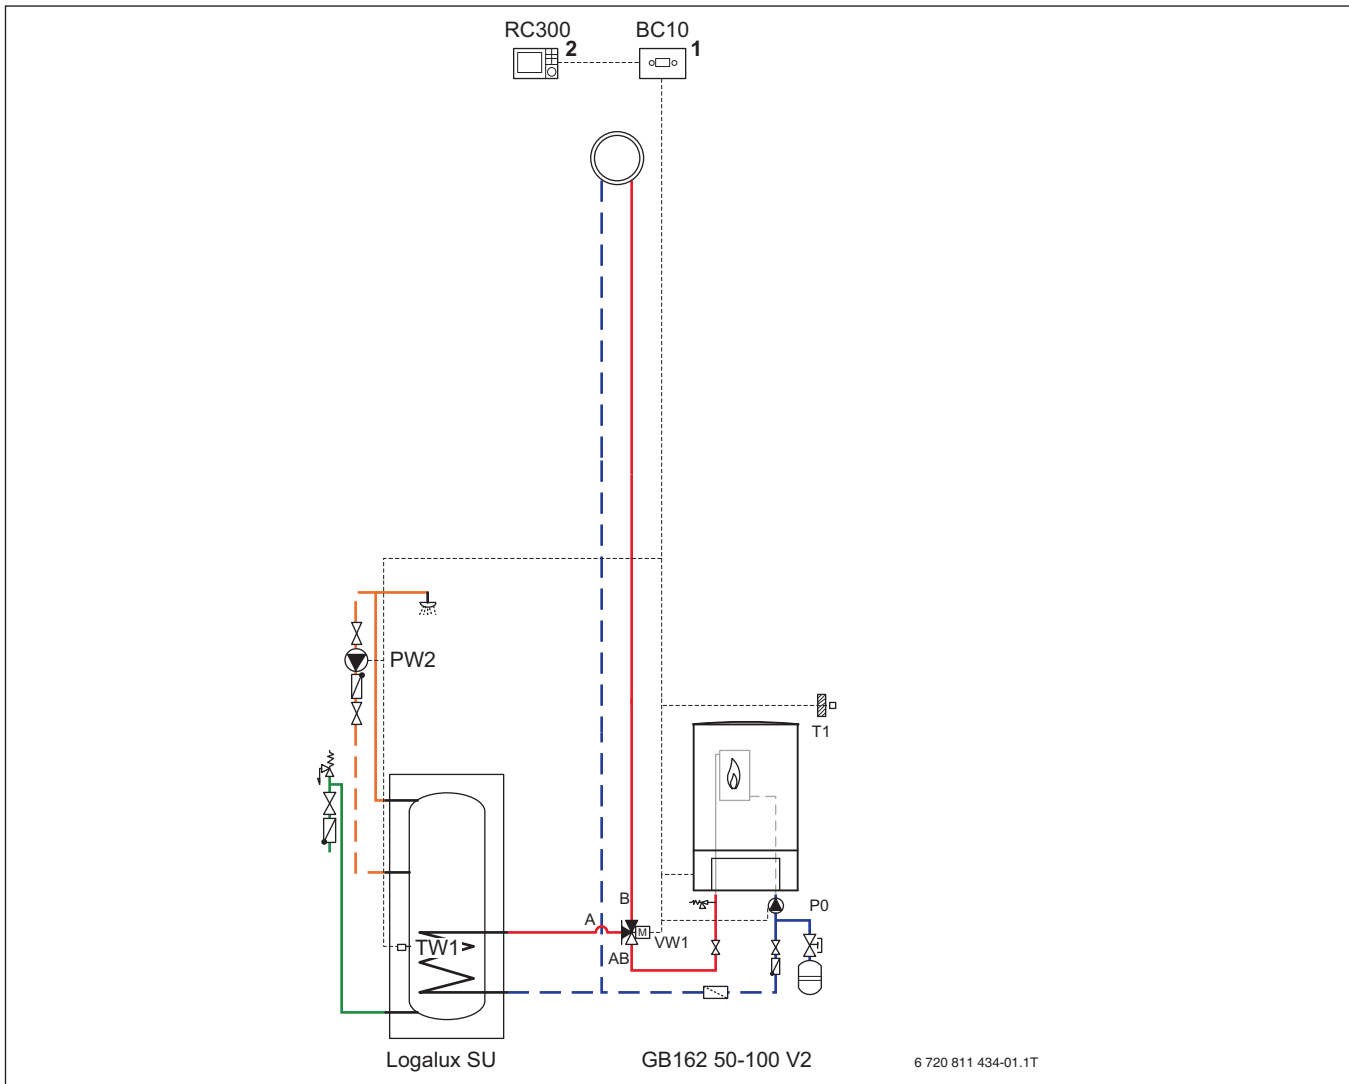 RC300
2
BC10
1
PW2
T1
B
A
M
VW1
AB
P0
TW1
Logalux SU
GB162 50-100 V2
6 720 811 434-01.1T